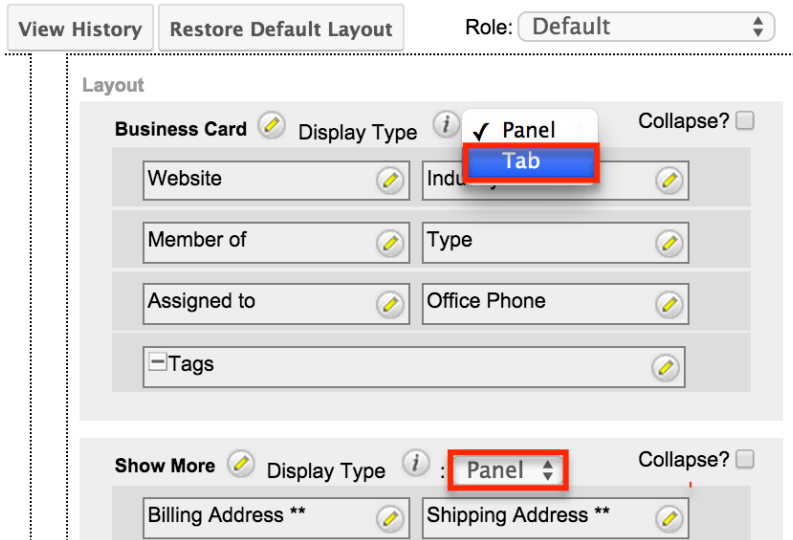 View History Restore Default Layout Role: Default
Layout
Business Card Display Type i ✓ Panel Collapse?
Tab
Website
Member of Type
Assigned to Office Phone
Tags
Show More Display Type i : Panel Collapse?
Billing Address ** Shipping Address **